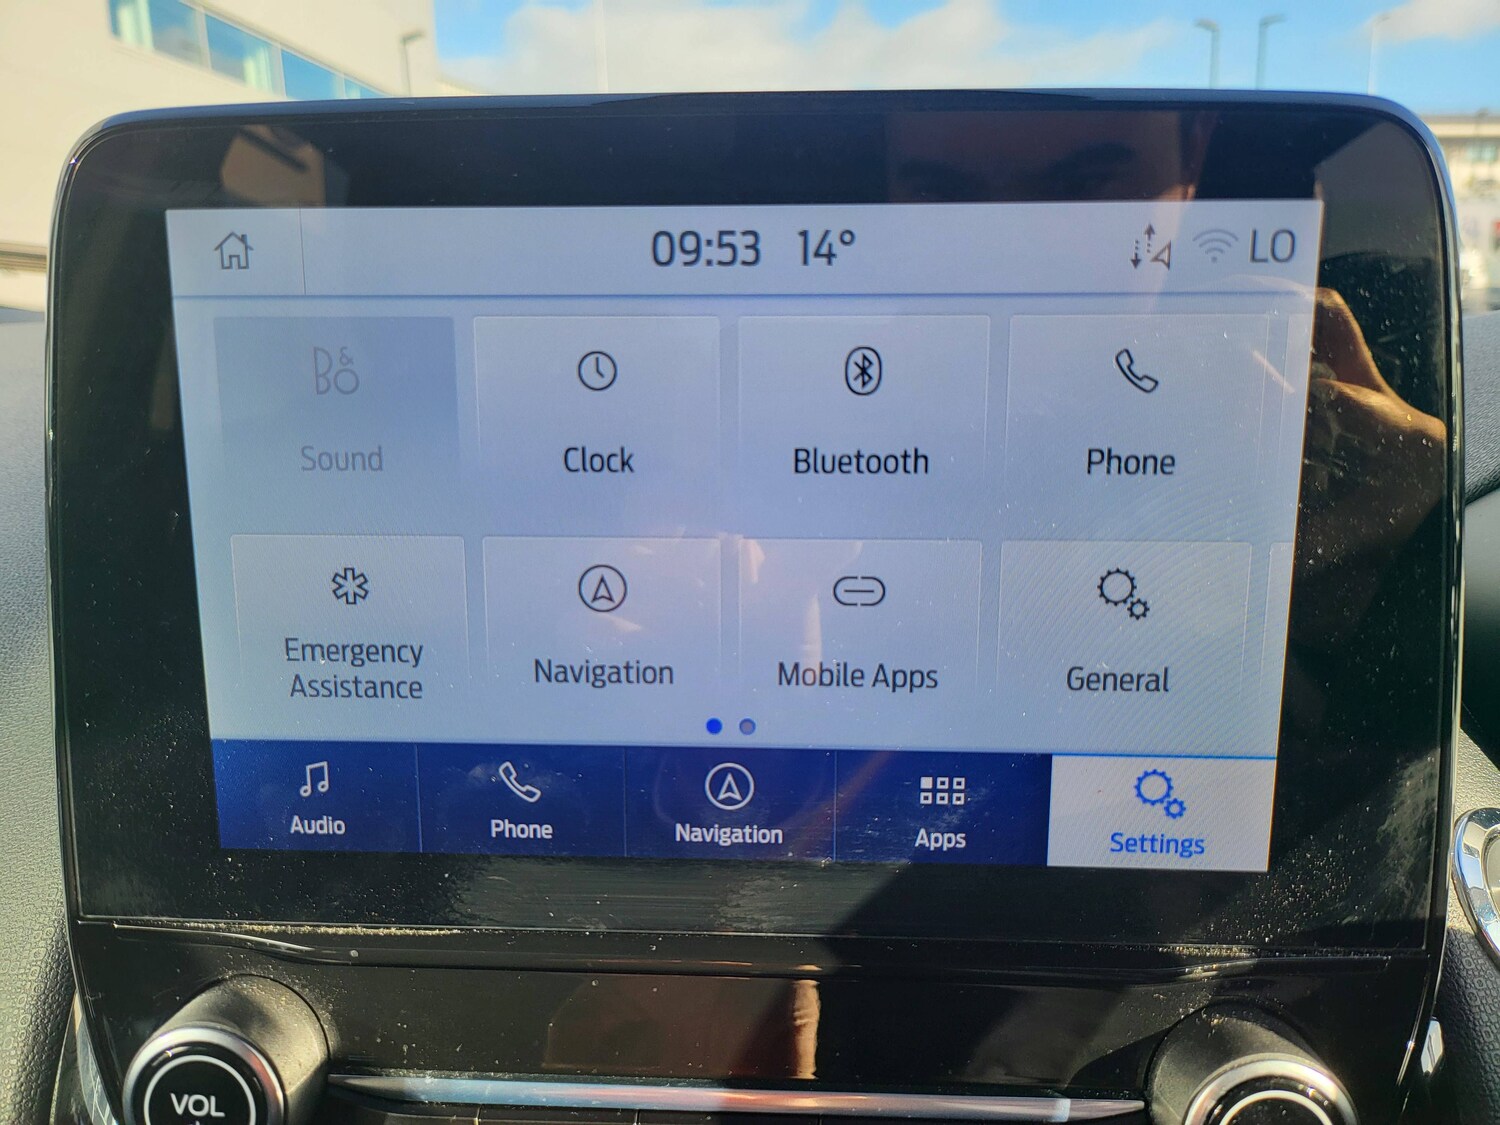 09:53 14° LO
B&O
Sound
Clock
Bluetooth
Phone
Emergency
Assistance
Navigation
Mobile Apps
General
Audio
Phone
Navigation
Apps
Settings
VOL